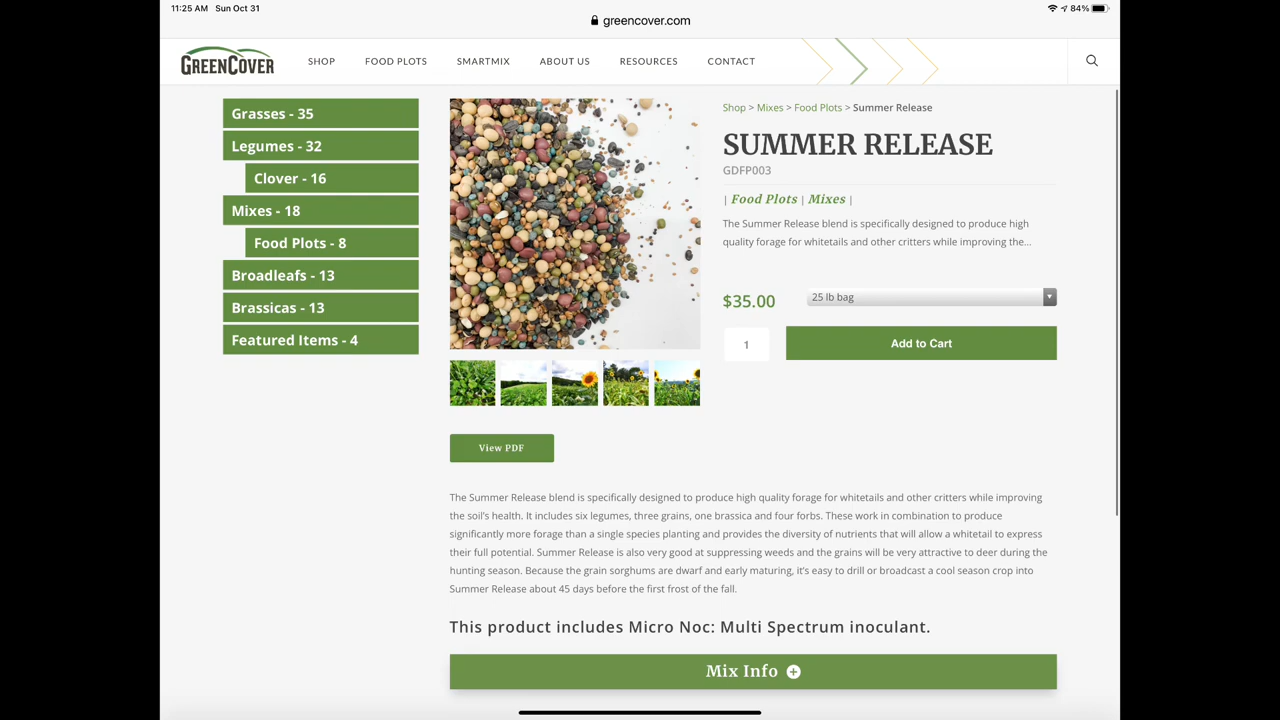 11:25 AM Sun Oct 31
84%
greencover.com
GREENCOVER
SHOP
FOOD PLOTS
SMARTMIX
ABOUT US
RESOURCES
CONTACT
Grasses - 35
Legumes - 32
Clover - 16
Mixes - 18
Food Plots - 8
Broadleafs - 13
Brassicas - 13
Featured Items - 4
Shop > Mixes > Food Plots > Summer Release
SUMMER RELEASE
GDFP003
| Food Plots | Mixes |
The Summer Release blend is specifically designed to produce high
quality forage for whitetails and other critters while improving the...
$35.00
25 lb bag
1
Add to Cart
View PDF
The Summer Release blend is specifically designed to produce high quality forage for whitetails and other critters while improving
the soil's health. It includes six legumes, three grains, one brassica and four forbs. These work in combination to produce
significantly more forage than a single species planting and provides the diversity of nutrients that will allow a whitetail to express
their full potential. Summer Release is also very good at suppressing weeds and the grains will be very attractive to deer during the
hunting season. Because the grain sorghums are dwarf and early maturing, it's easy to drill or broadcast a cool season crop into
Summer Release about 45 days before the first frost of the fall.
This product includes Micro Noc: Multi Spectrum inoculant.
Mix Info